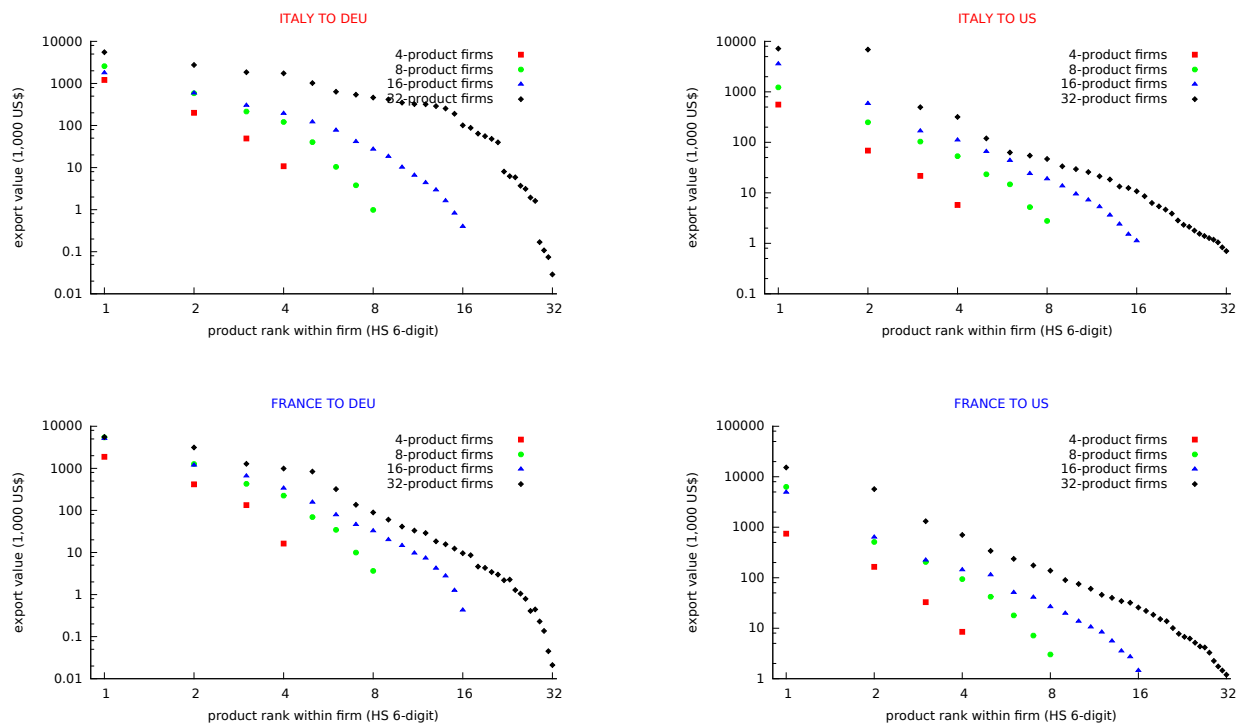 ITALY TO DEU
10000
1000
100
10
1
0.1
0.01
export value (1,000 US$)
4-product firms
8-product firms
16-product firms
32-product firms
1 2 4 8 16 32
product rank within firm (HS 6-digit)
ITALY TO US
10000
1000
100
10
1
0.1
export value (1,000 US$)
4-product firms
8-product firms
16-product firms
32-product firms
1 2 4 8 16 32
product rank within firm (HS 6-digit)
FRANCE TO DEU
10000
1000
100
10
1
0.1
0.01
export value (1,000 US$)
4-product firms
8-product firms
16-product firms
32-product firms
1 2 4 8 16 32
product rank within firm (HS 6-digit)
FRANCE TO US
100000
10000
1000
100
10
1
export value (1,000 US$)
4-product firms
8-product firms
16-product firms
32-product firms
1 2 4 8 16 32
product rank within firm (HS 6-digit)